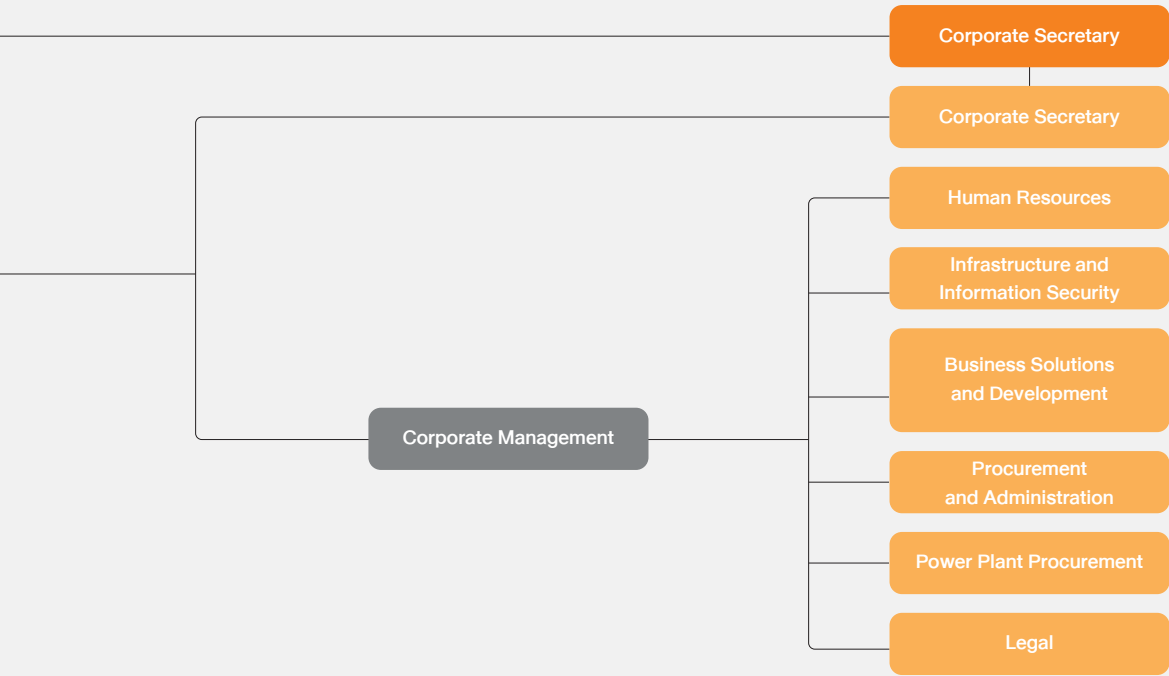 Corporate Secretary
Corporate Secretary
Human Resources
Infrastructure and
Information Security
Business Solutions
and Development
Corporate Management
Procurement
and Administration
Power Plant Procurement
Legal